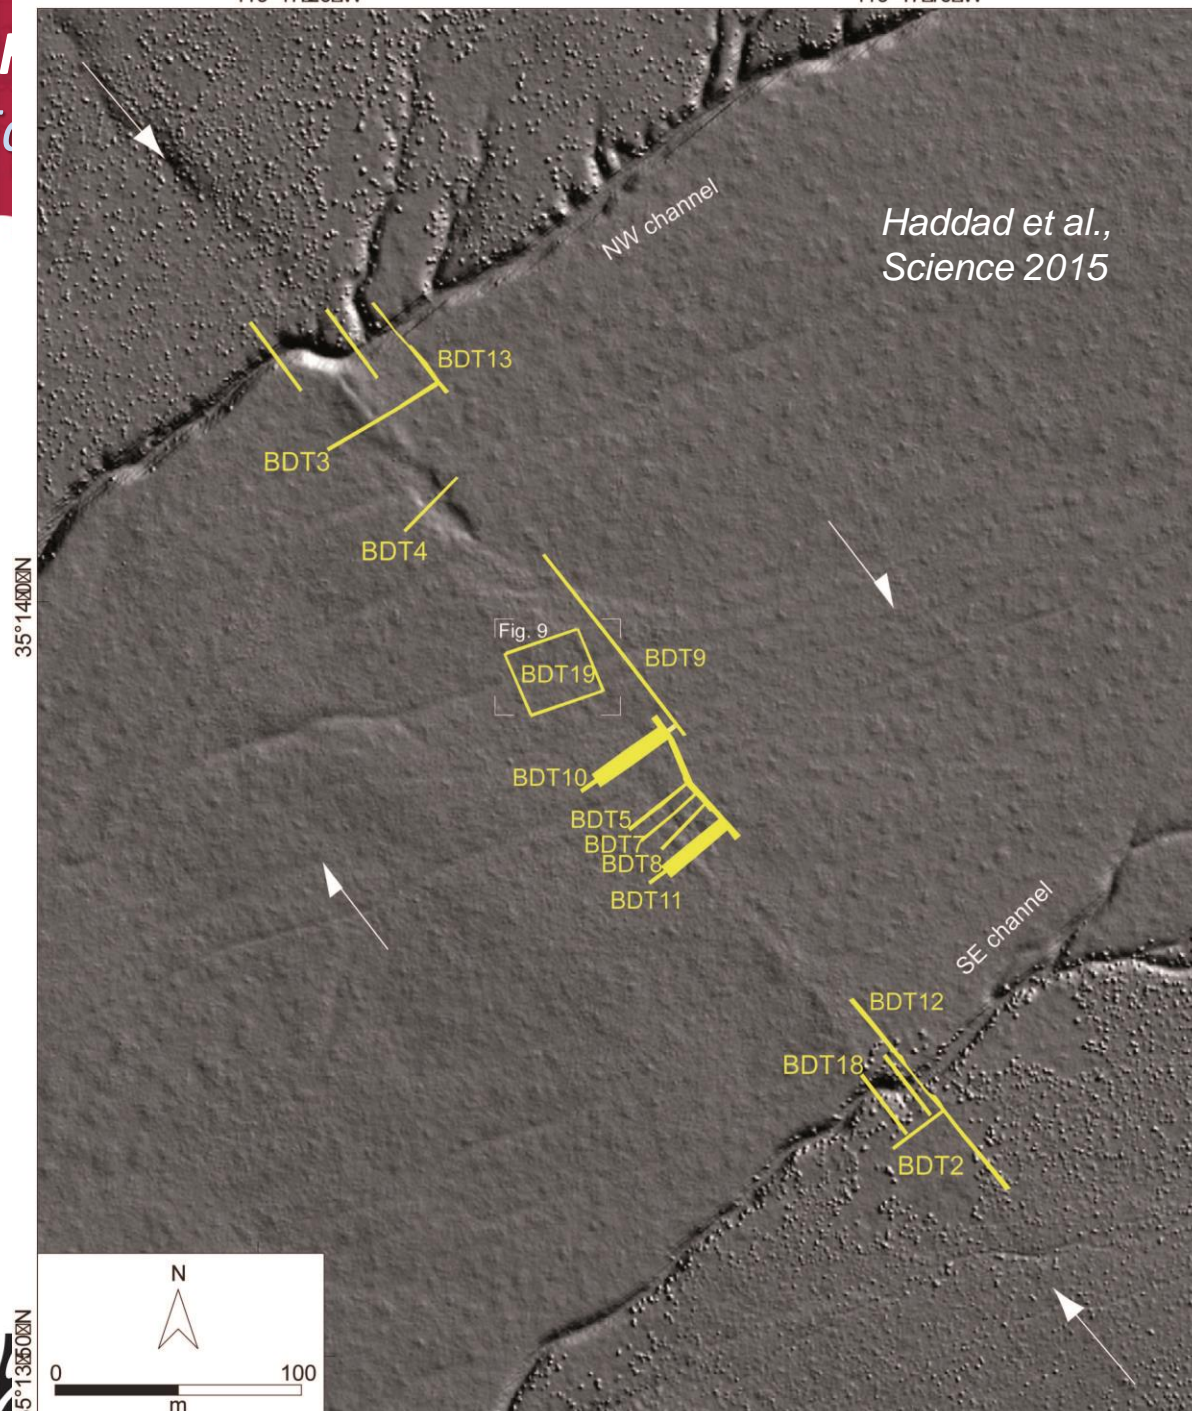 NW channel
Haddad et al.,
Science 2015
BDT13
BDT3
BDT4
Fig. 9
BDT19
BDT9
BDT10
BDT5
BDT7
BDT8
BDT11
SE channel
BDT12
BDT18
BDT2
N
0 100
m